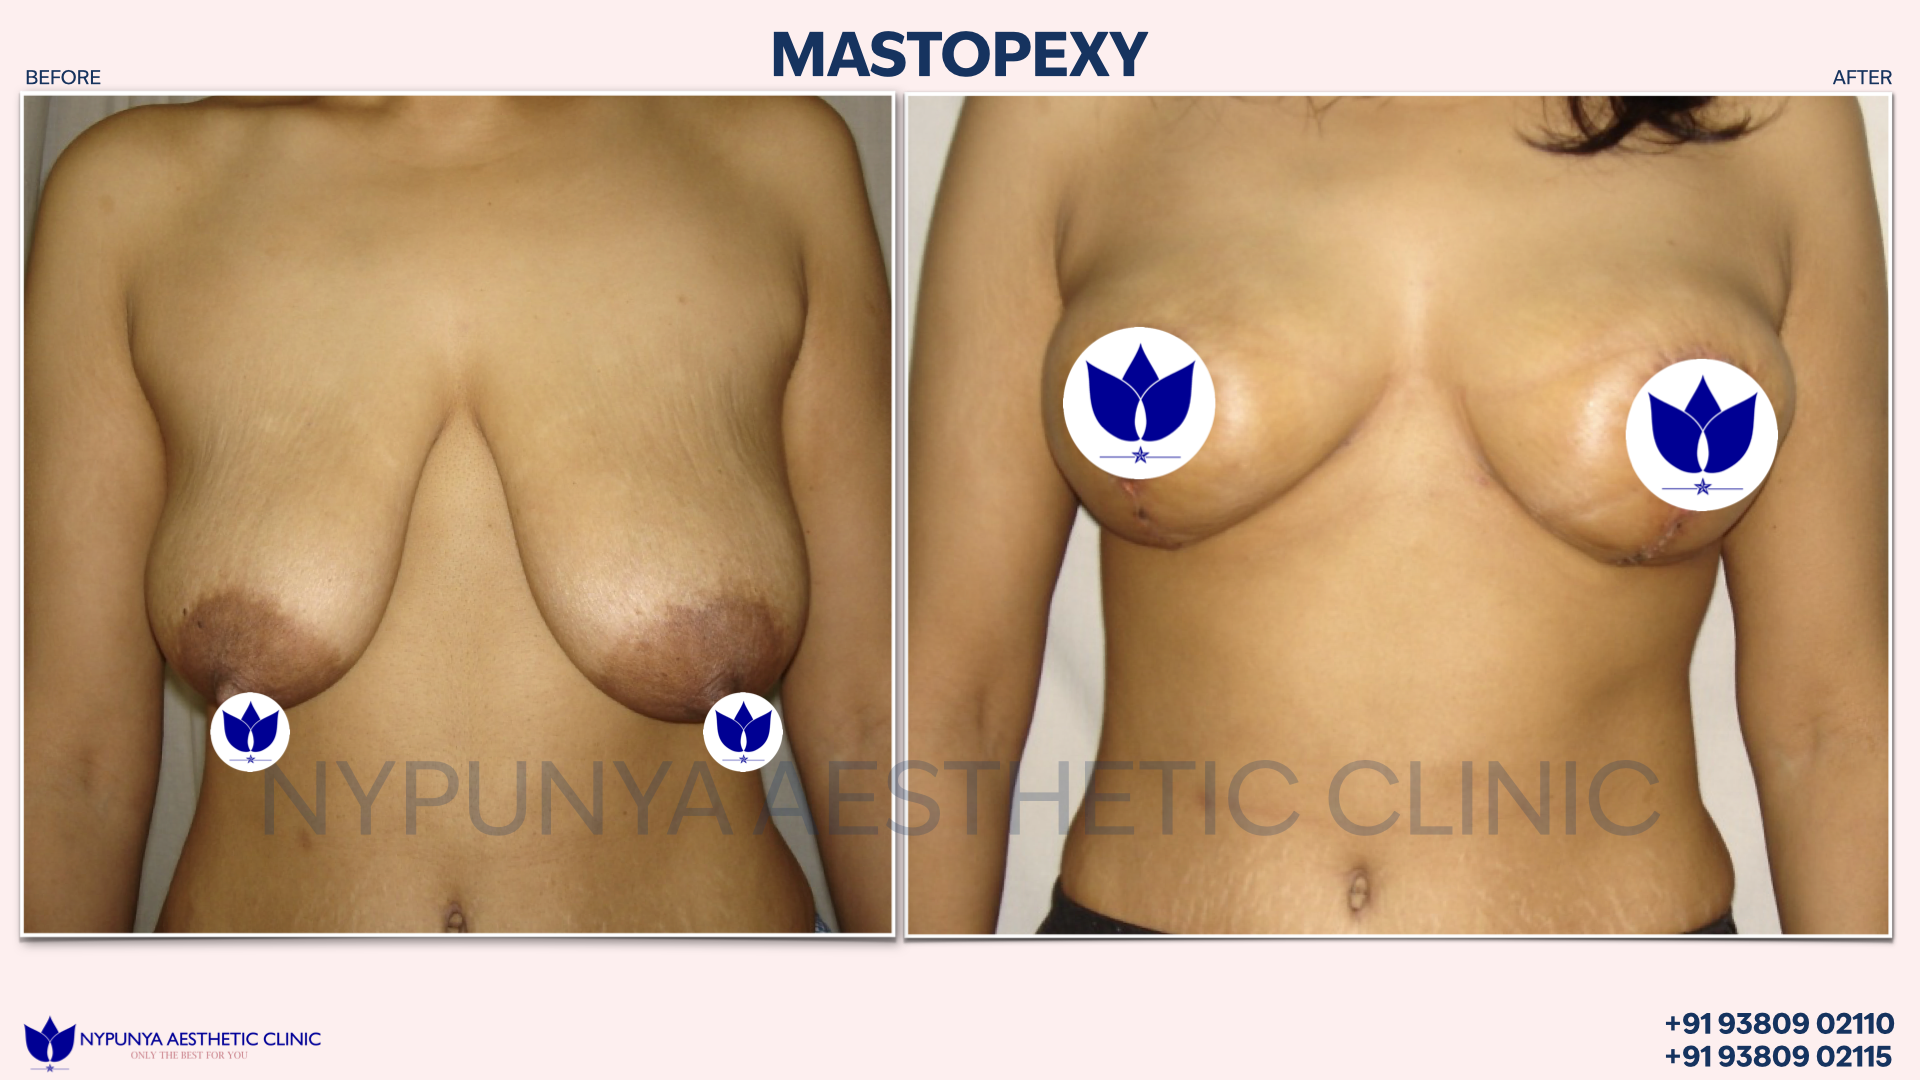 MASTOPEXY
BEFORE
AFTER
NYPUNYA AESTHETIC CLINIC
NYPUNYA AESTHETIC CLINIC
ONLY THE BEST FOR YOU
+91 93809 02110
+91 93809 02115